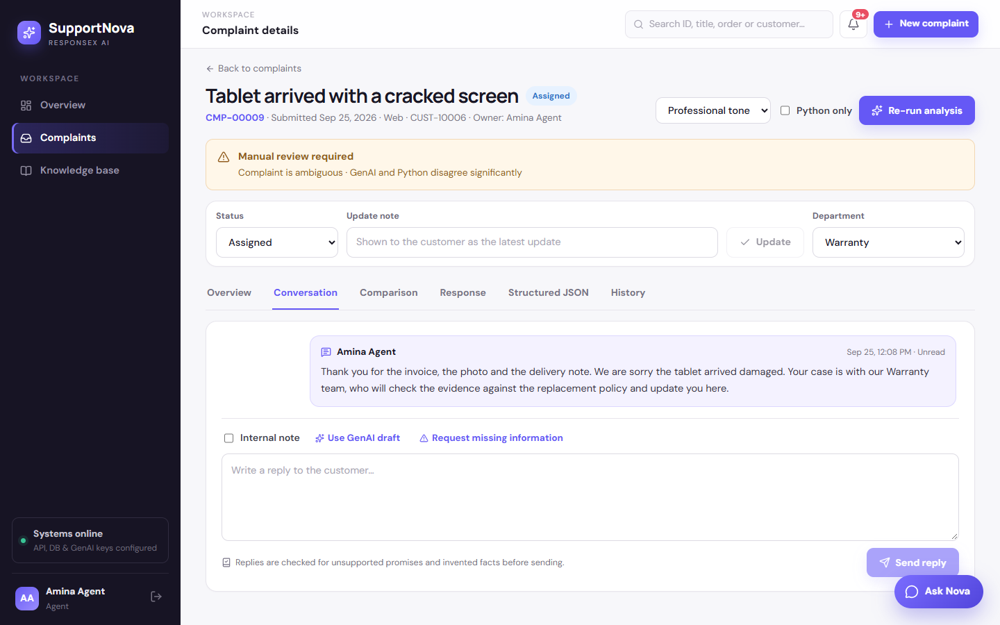 SupportNova
RESPONSEX AI
WORKSPACE
Overview
Complaints
Knowledge base
Systems online
API, DB & GenAI keys configured
AA
Amina Agent
Agent
WORKSPACE
Complaint details
Search ID, title, order or customer...
9+
New complaint
Back to complaints
Tablet arrived with a cracked screen
Assigned
CMP-00009 · Submitted Sep 25, 2026 · Web · CUST-10006 · Owner: Amina Agent
Professional tone
Python only
Re-run analysis
Manual review required
Complaint is ambiguous · GenAI and Python disagree significantly
Status
Update note
Department
Assigned
Shown to the customer as the latest update
Update
Warranty
Overview
Conversation
Comparison
Response
Structured JSON
History
Amina Agent
Sep 25, 12:08 PM · Unread
Thank you for the invoice, the photo and the delivery note. We are sorry the tablet arrived damaged. Your case is with our Warranty
team, who will check the evidence against the replacement policy and update you here.
Internal note
Use GenAI draft
Request missing information
Write a reply to the customer...
Replies are checked for unsupported promises and invented facts before sending.
Send reply
Ask Nova